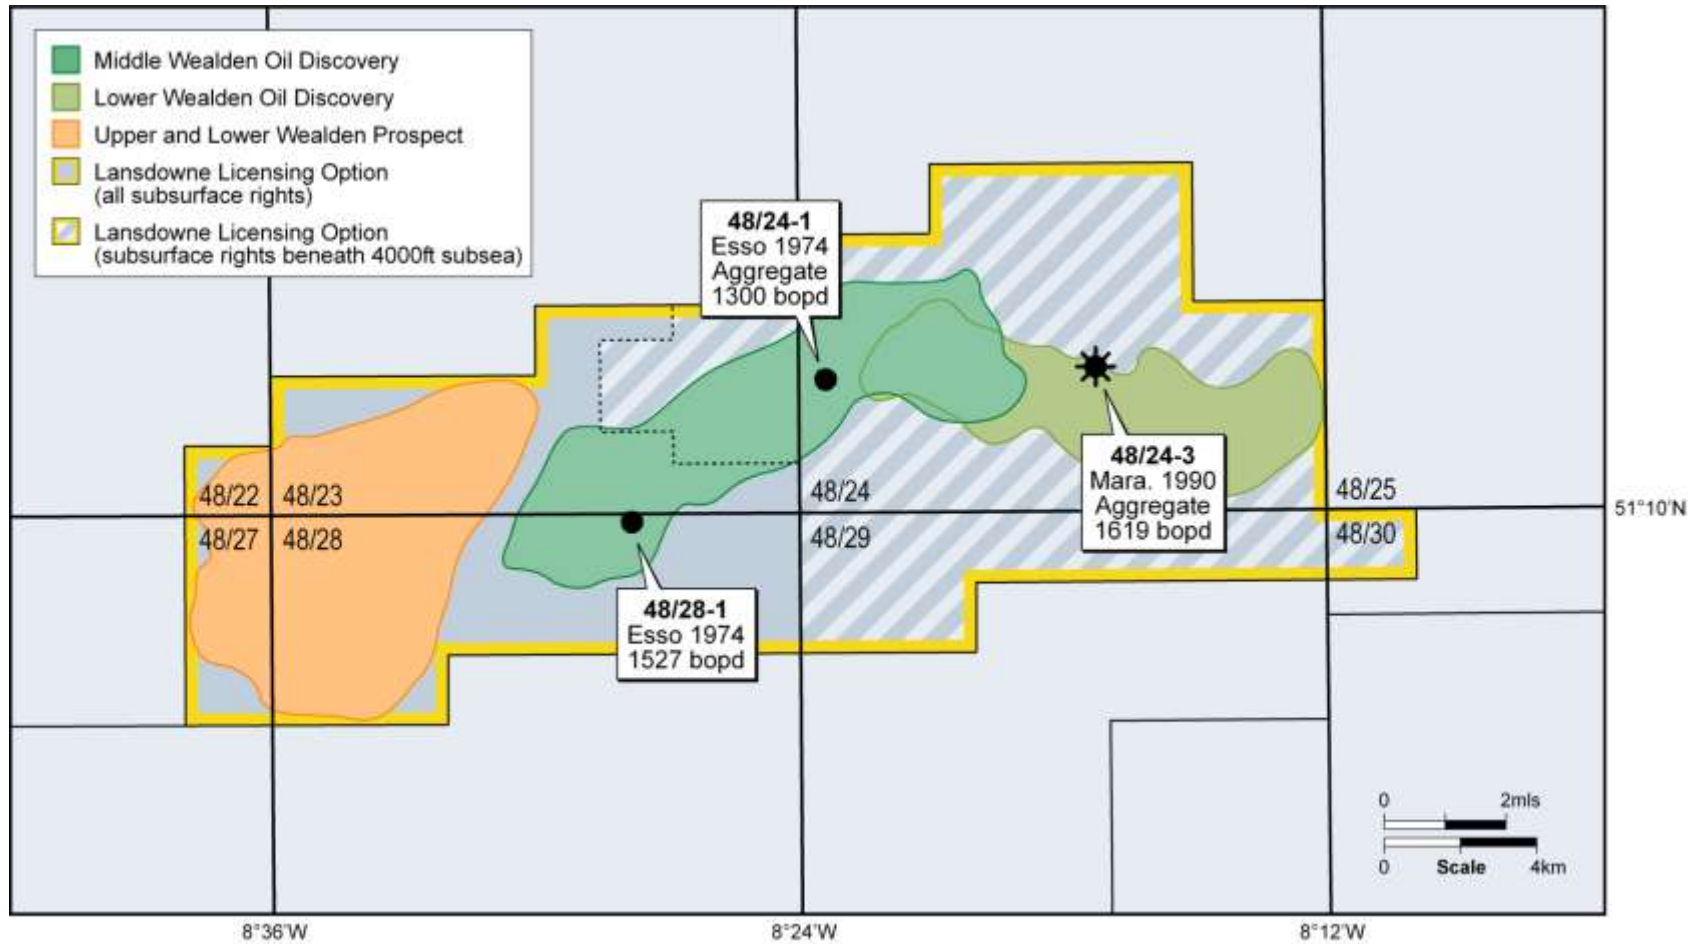 Middle Wealden Oil Discovery
Lower Wealden Oil Discovery
Upper and Lower Wealden Prospect
Lansdowne Licensing Option
(all subsurface rights)
Lansdowne Licensing Option
(subsurface rights beneath 4000ft subsea)
48/24-1
Esso 1974
Aggregate
1300 bopd
48/24-3
Mara. 1990
Aggregate
1619 bopd
48/22
48/23
48/24
48/25
51°10'N
48/27
48/28
48/29
48/30
48/28-1
Esso 1974
1527 bopd
0 2mls
0 Scale 4km
8°36'W
8°24'W
8°12'W